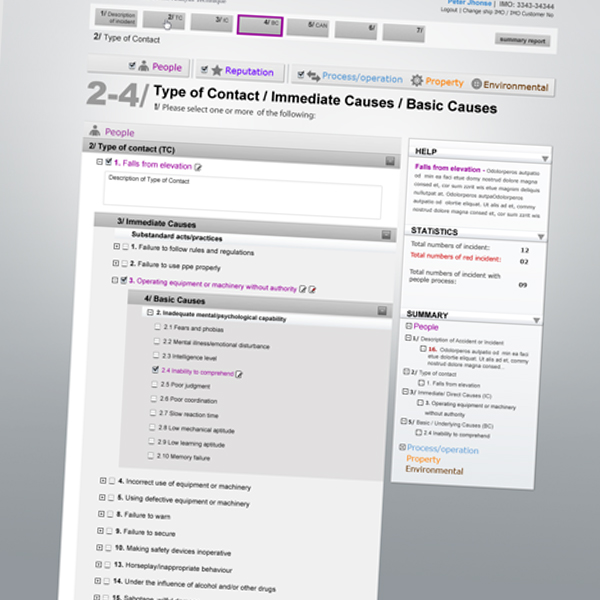 Peter Jhonse | IMO: 3343-34344
Logout | Change ship IMO / IMO Customer No
1/ Description of incident
2/ TC
3/ IC
4/ BC
5/ CAN
6/
7/
2/ Type of Contact
summary report
People
Reputation
Process/operation
Property
Environmental
2-4/ Type of Contact / Immediate Causes / Basic Causes
1/ Please select one or more of the following:
People
2/ Type of contact (TC)
1. Falls from elevation
Description of Type of Contact
3/ Immediate Causes
Substandard acts/practices
1. Failure to follow rules and regulations
2. Failure to use ppe properly
3. Operating equipment or machinery without authority
4/ Basic Causes
2. Inadequate mental/psychological capability
2.1 Fears and phobias
2.2 Mental illness/emotional disturbance
2.3 Intelligence level
2.4 Inability to comprehend
2.5 Poor judgment
2.6 Poor coordination
2.7 Slow reaction time
2.8 Low mechanical aptitude
2.9 Low learning aptitude
2.10 Memory failure
4. Incorrect use of equipment or machinery
5. Using defective equipment or machinery
8. Failure to warn
9. Failure to secure
10. Making safety devices inoperative
13. Horseplay/inappropriate behaviour
14. Under the influence of alcohol and/or other drugs
15. Sabotage,
HELP
Falls from elevation - Odolorperos autpatio
od min ea faci etue domy nostrud dolore magna
consed et, cor sum zzrit wis etue magnim deliquis
nullutpat at. Odolorperos autpaOdolorperos
autpatio od olortie eliquat. Ut alis ad et, commy
nostrud dolore magna consed et, cor sum zzrit wis
STATiSTICS
Total numbers of incident: 12
Total numbers of red incident: 02
Total numbers of incident with
people process: 09
SUMMARY
People
1/ Description of Accident or Incident
16. Odolorperos autpatio od min ea faci
etue dolortie eliquat. Ut alis ad et, commy
nostrud dolore magna consed
2/ Type of contact
1. Falls from elevation
3/ Immediate/ Direct Causes (IC)
3. Operating equipment or machinery
without authority
5/ Basic / Underlying Causes (BC)
2.4 Inability to comprehend
Process/operation
Property
Environmental